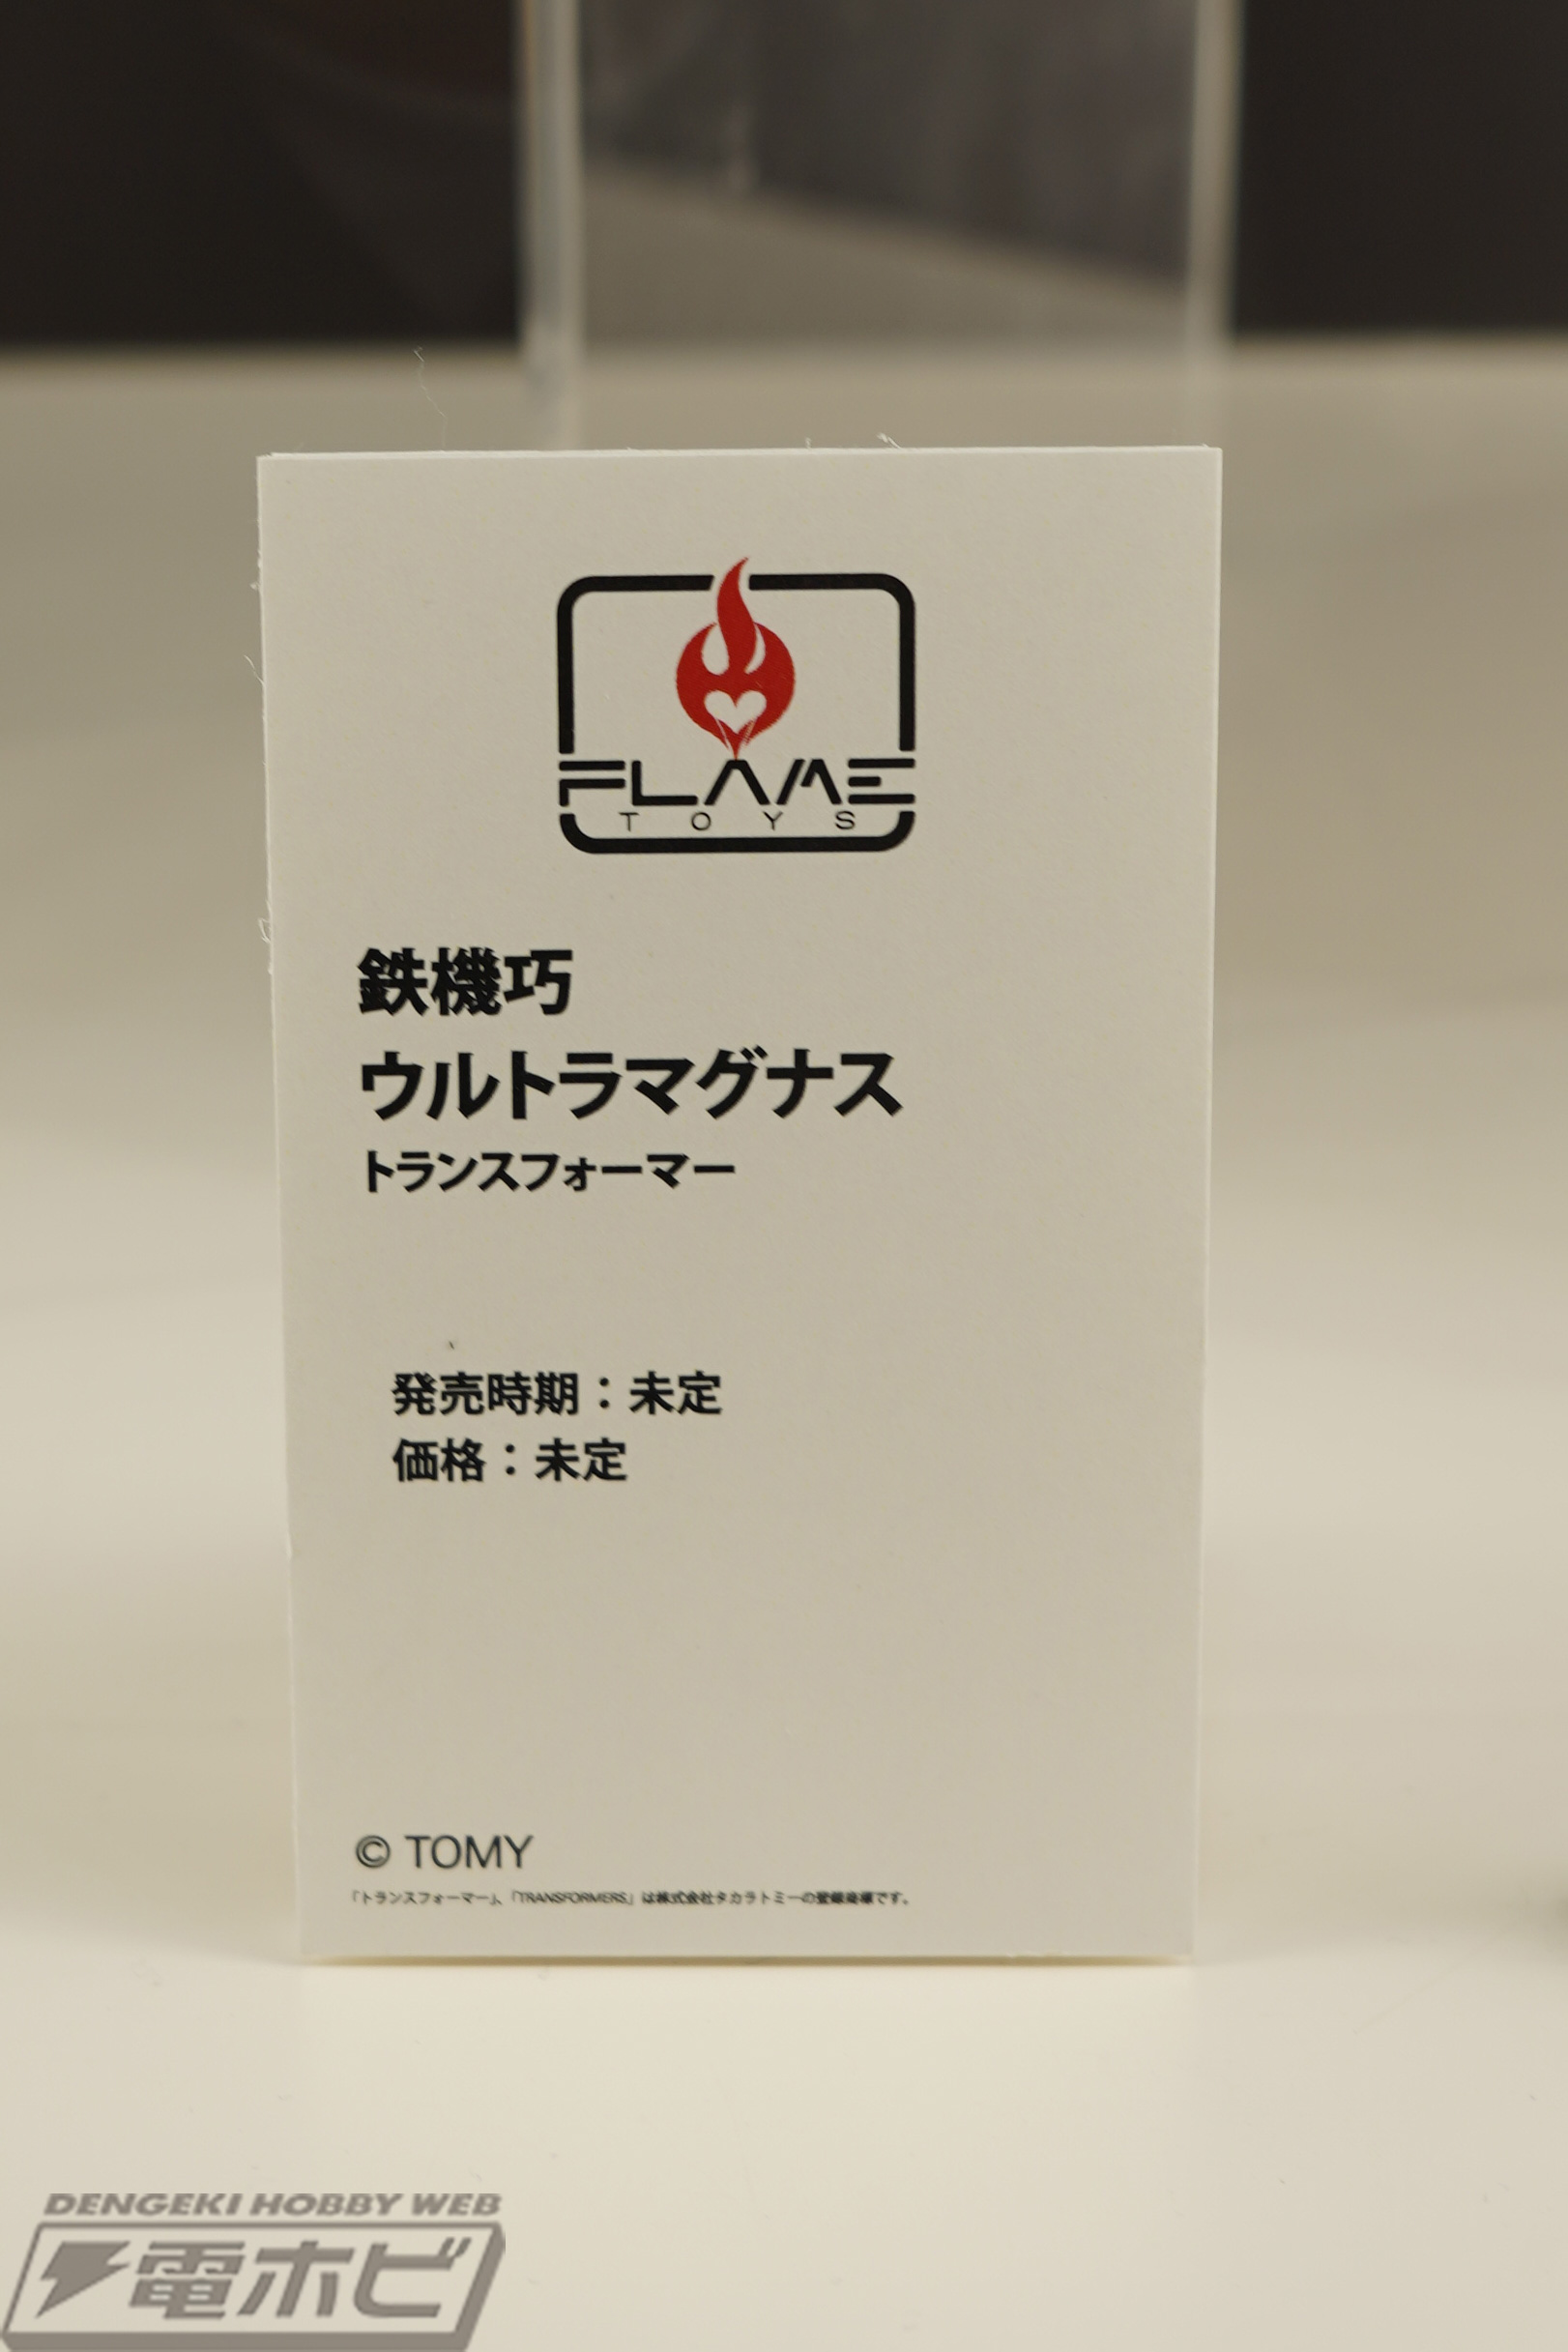 FLAME
TOYS
鉄機巧
ウルトラマグナス
トランスフォーマー
発売時期：未定
価格：未定
© TOMY
「トランスフォーマー」、「TRANSFORMERS」は株式会社タカラトミーの登録商標です。
DENGEKI HOBBY WEB
電ホビ